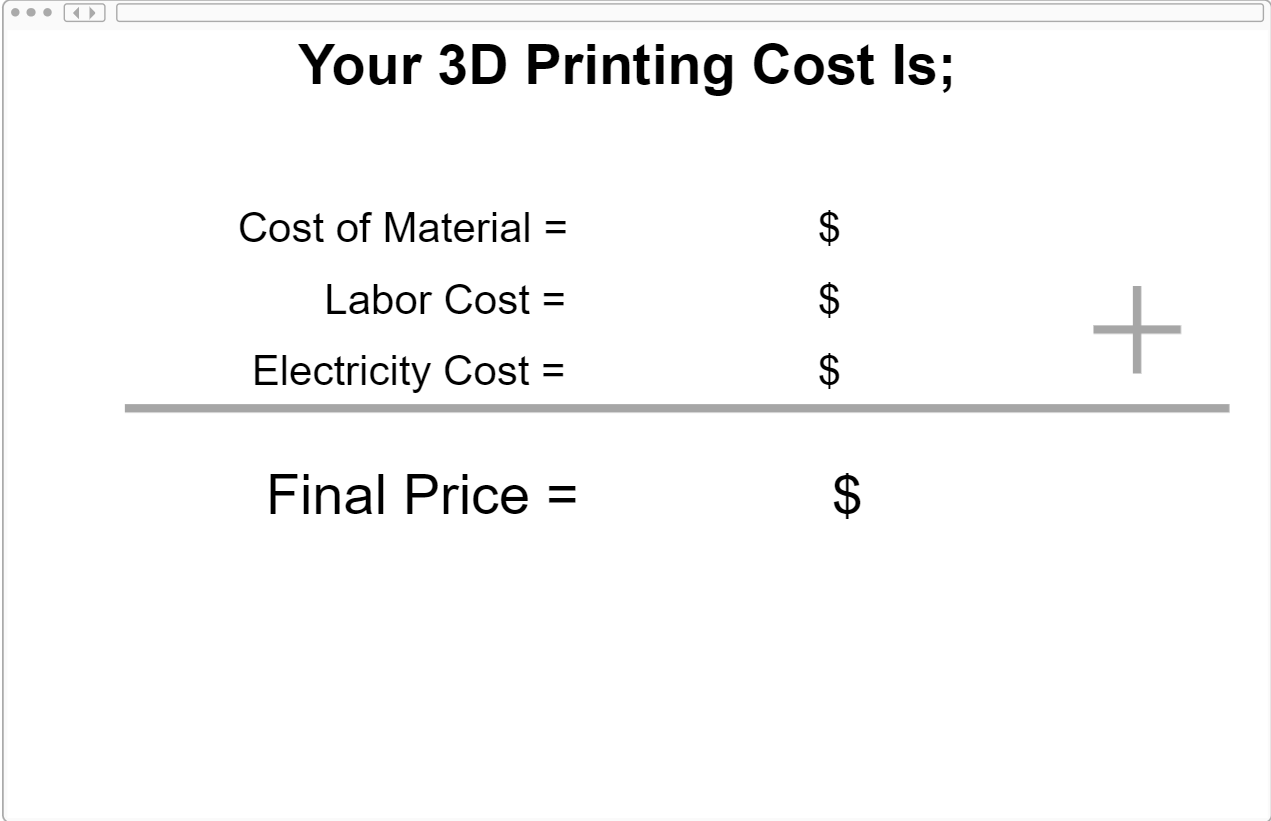 Your 3D Printing Cost Is;
Cost of Material = $
Labor Cost = $
Electricity Cost = $
Final Price = $